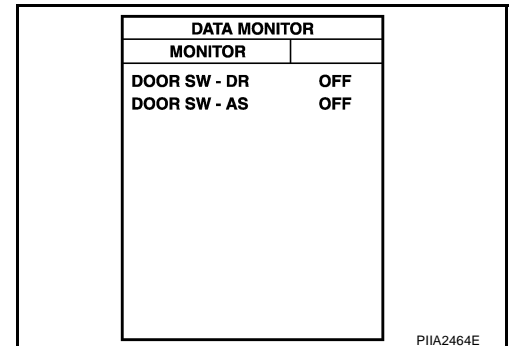 DATA MONITOR
MONITOR
DOOR SW - DR OFF
DOOR SW - AS OFF
PIIA2464E